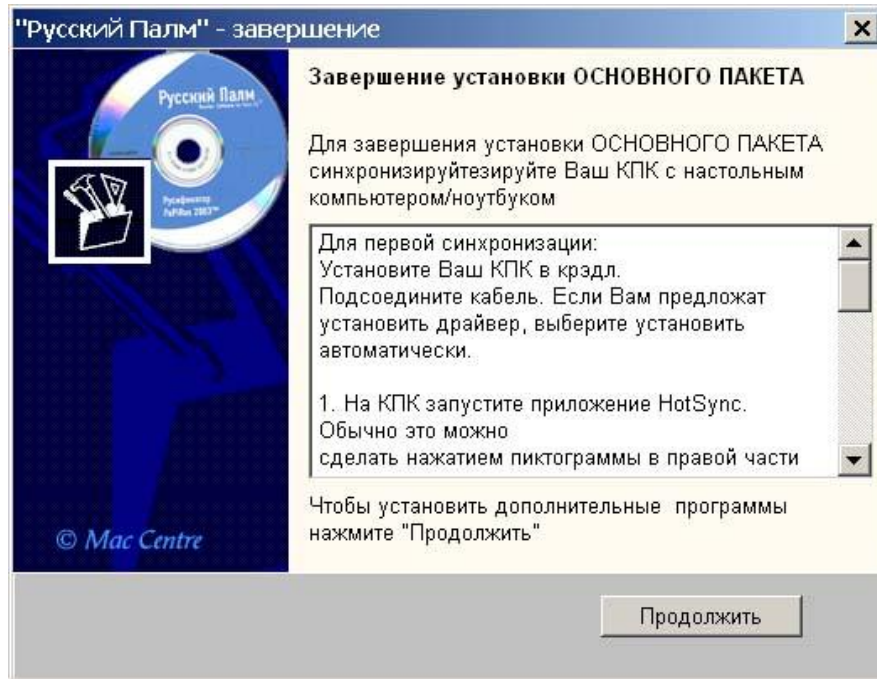 "Русский Палм" - завершение
Русский Палм
Русификатор
PaPiRus 2003™
© Mac Centre
Завершение установки ОСНОВНОГО ПАКЕТА
Для завершения установки ОСНОВНОГО ПАКЕТА
синхронизируйтезируйте Ваш КПК с настольным
компьютером/ноутбуком
Для первой синхронизации:
Установите Ваш КПК в крэдл.
Подсоедините кабель. Если Вам предложат
установить драйвер, выберите установить
автоматически.
1. На КПК запустите приложение HotSync.
Обычно это можно
сделать нажатием пиктограммы в правой части
Чтобы установить дополнительные  программы
нажмите "Продолжить"
Продолжить